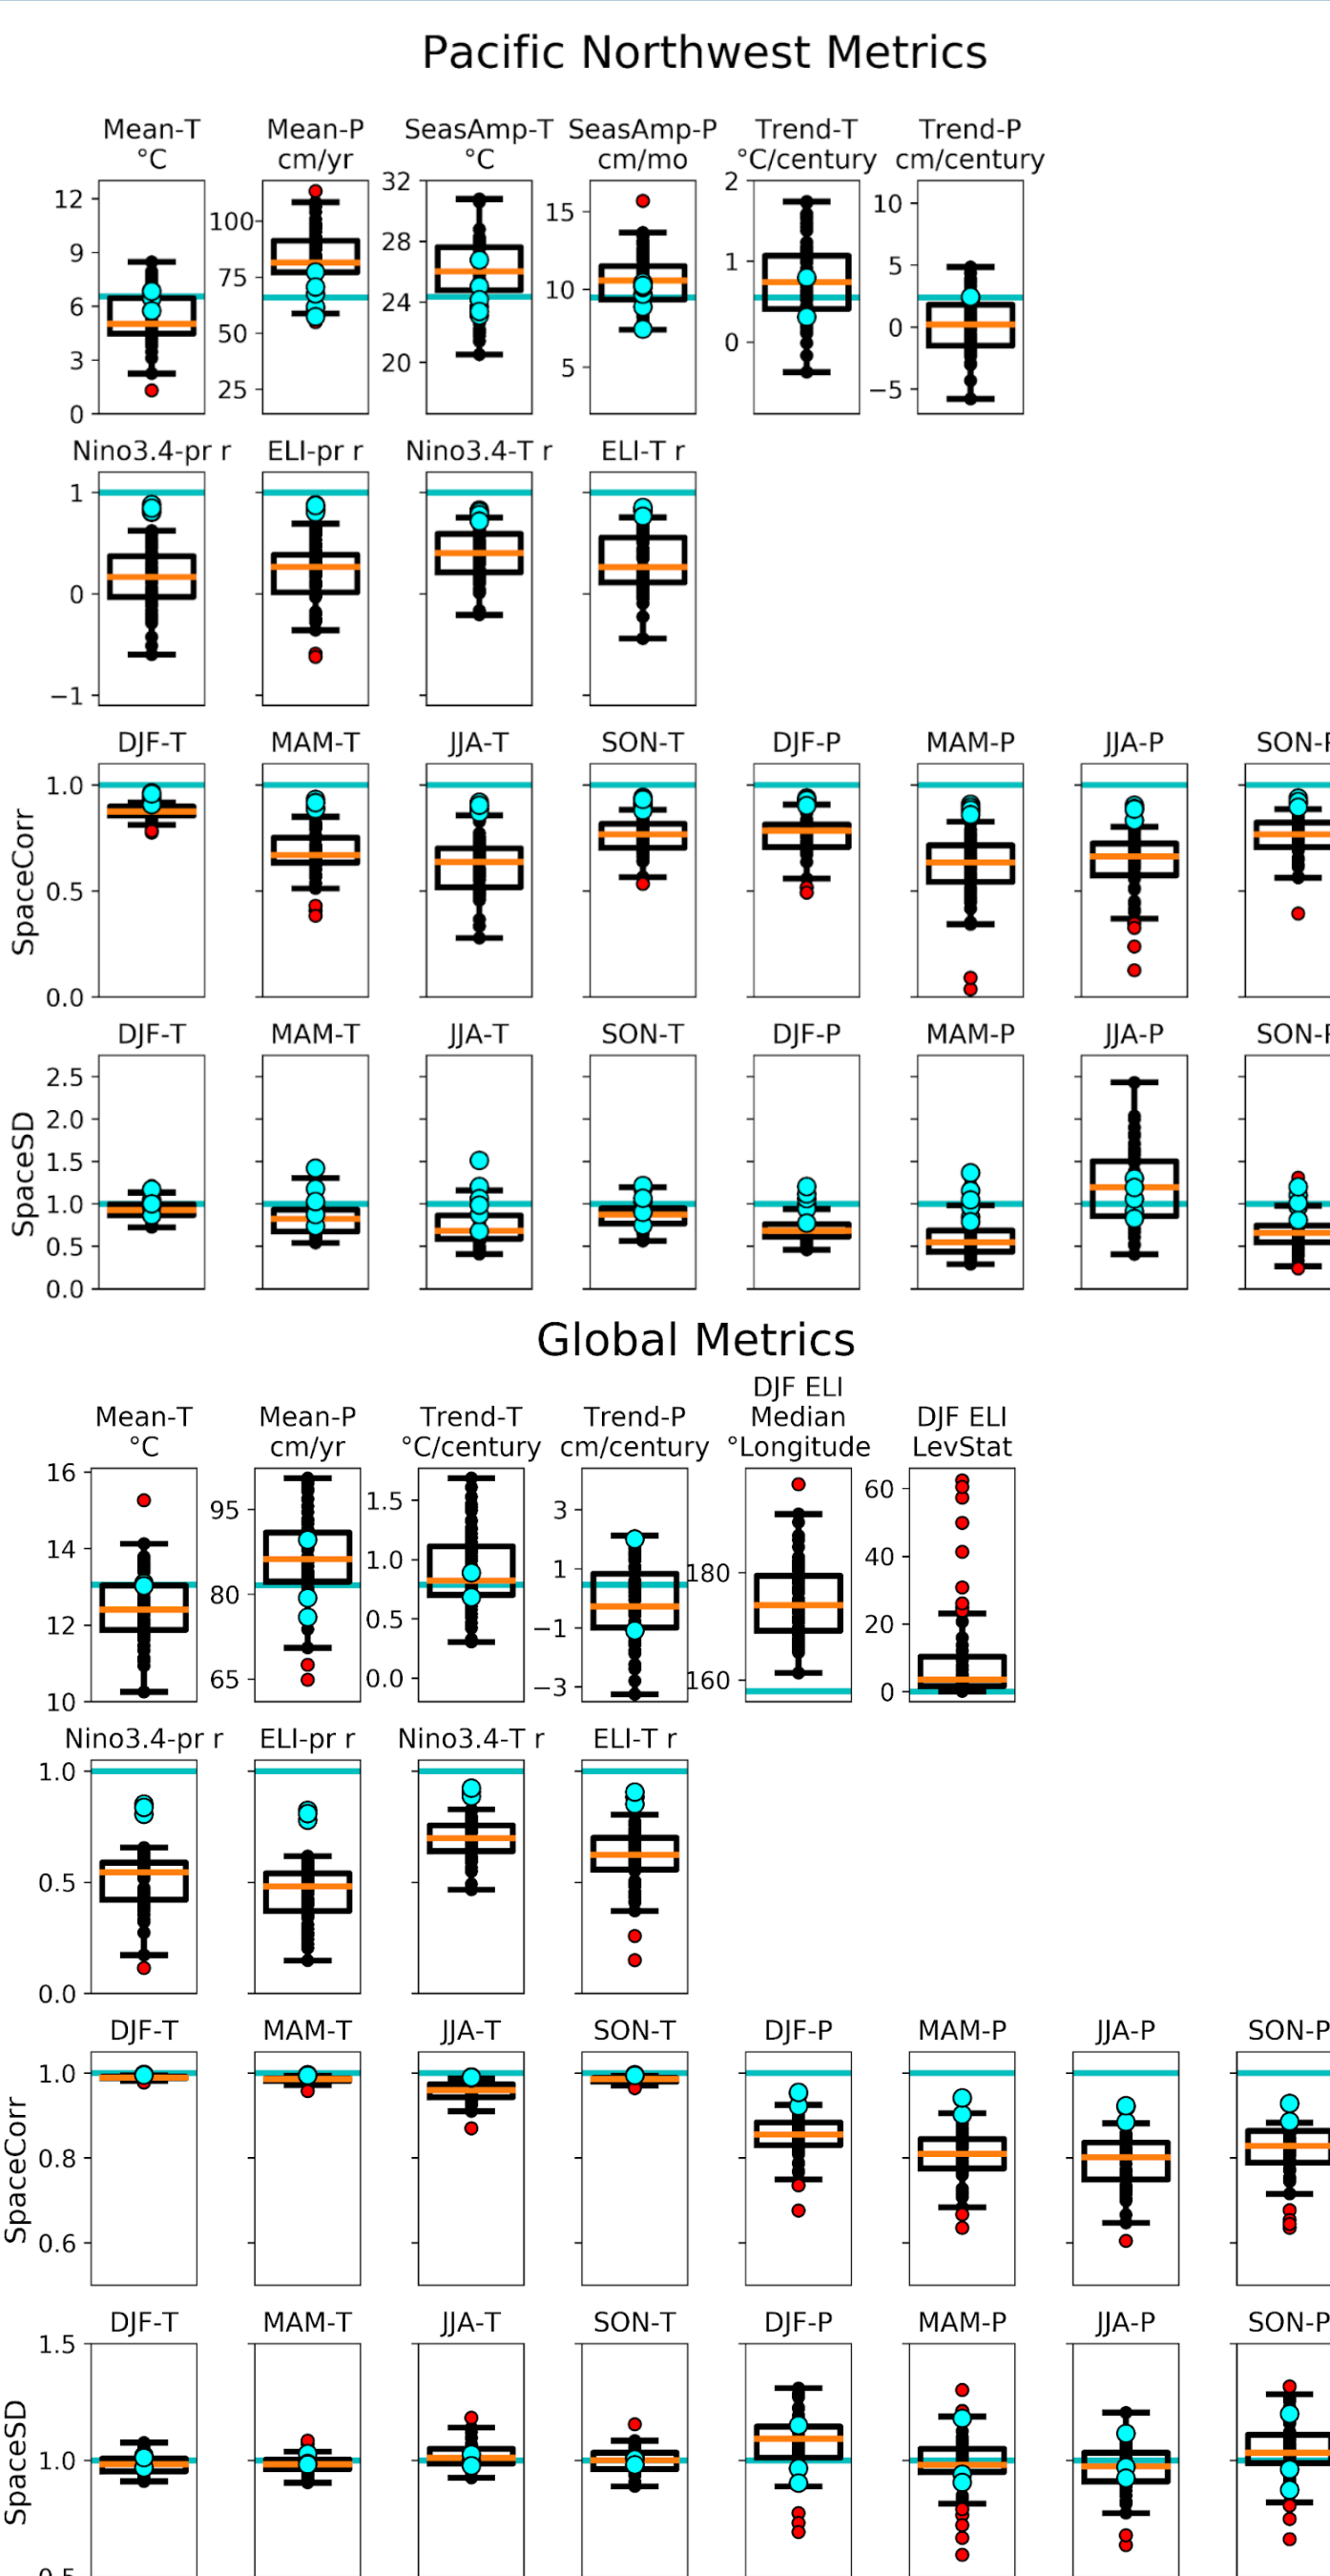 Pacific Northwest Metrics
Mean-T Mean-P SeasAmp-T SeasAmp-P Trend-T Trend-P
°C cm/yr °C cm/mo °C/century cm/century
12 9 6 3 0
100 75 50 25
32 28 24 20
15 10 5
2 1 0
10 5 0 −5
Nino3.4-pr r ELI-pr r Nino3.4-T r ELI-T r
1 0 −1
DJF-T MAM-T JJA-T SON-T DJF-P MAM-P JJA-P SON-P
SpaceCorr
1.0 0.5 0.0
DJF-T MAM-T JJA-T SON-T DJF-P MAM-P JJA-P SON-P
SpaceSD
2.5 2.0 1.5 1.0 0.5 0.0
Global Metrics
Mean-T Mean-P Trend-T Trend-P DJF ELI Median DJF ELI
°C cm/yr °C/century cm/century °Longitude LevStat
16 14 12 10
95 80 65
1.5 1.0 0.5 0.0
3 1 −1 −3
180 160
60 40 20 0
Nino3.4-pr r ELI-pr r Nino3.4-T r ELI-T r
1.0 0.5 0.0
DJF-T MAM-T JJA-T SON-T DJF-P MAM-P JJA-P SON-P
SpaceCorr
1.0 0.8 0.6
DJF-T MAM-T JJA-T SON-T DJF-P MAM-P JJA-P SON-P
SpaceSD
1.5 1.0